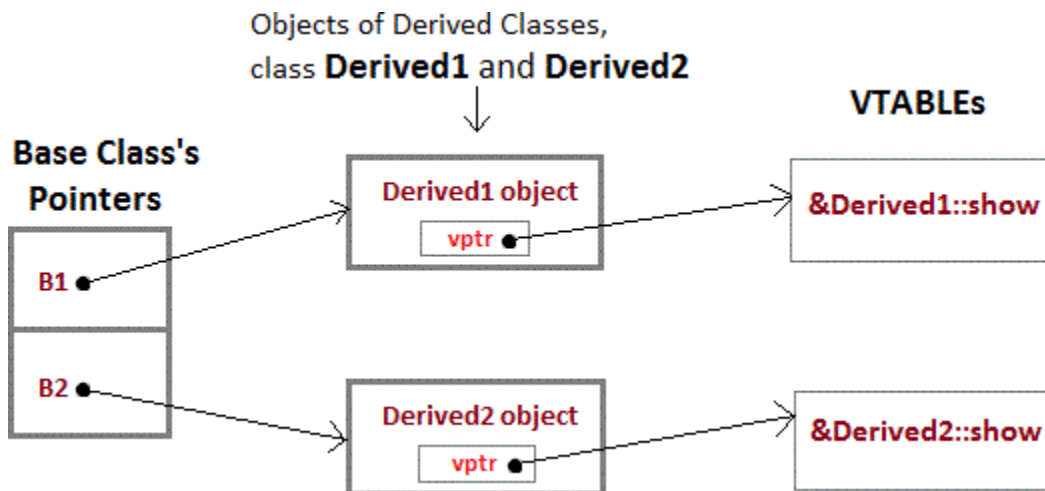 Objects of Derived Classes,
class Derived1 and Derived2
VTABLEs
Base Class's
Pointers
Derived1 object
vptr
&Derived1::show
B1
B2
Derived2 object
vptr
&Derived2::show